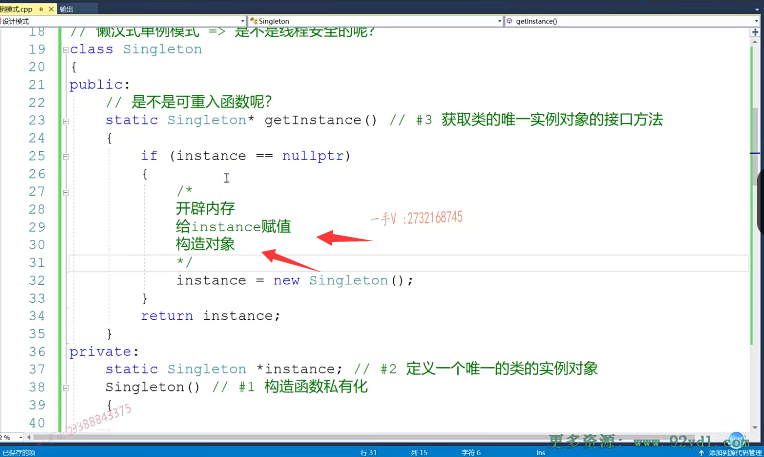 例模式.cpp 输出
设计模式 Singleton getInstance()
18 // 懒汉式单例模式 => 是不是线程安全的呢?
19 class Singleton
20 {
21 public:
22 // 是不是可重入函数呢?
23 static Singleton* getInstance() // #3 获取类的唯一实例对象的接口方法
24 {
25 if (instance == nullptr)
26 {
27 /*
28 开辟内存
29 给instance赋值
一手V :2732168745
30 构造对象
31 */
32 instance = new Singleton();
33 }
34 return instance;
35 }
36 private:
37 static Singleton *instance; // #2 定义一个唯一的类的实例对象
38 Singleton() // #1 构造函数私有化
39 {
40
更多资源: www.92xdl.com
已保存的项 行 31 列 15 字符 6 Ins 添加到源代码管理